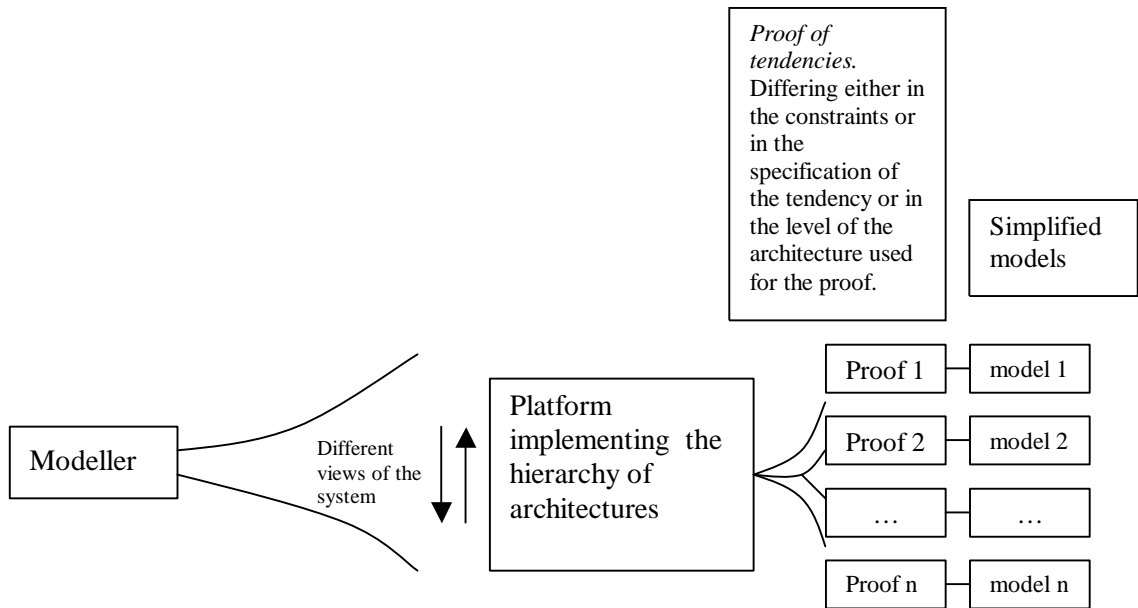 Proof of
tendencies.
Differing either in
the constraints or
in the
specification of
the tendency or in
the level of the
architecture used
for the proof.
Simplified
models
Modeller
Different
views of the
system
Platform
implementing the
hierarchy of
architectures
Proof 1
model 1
Proof 2
model 2
…
…
Proof n
model n